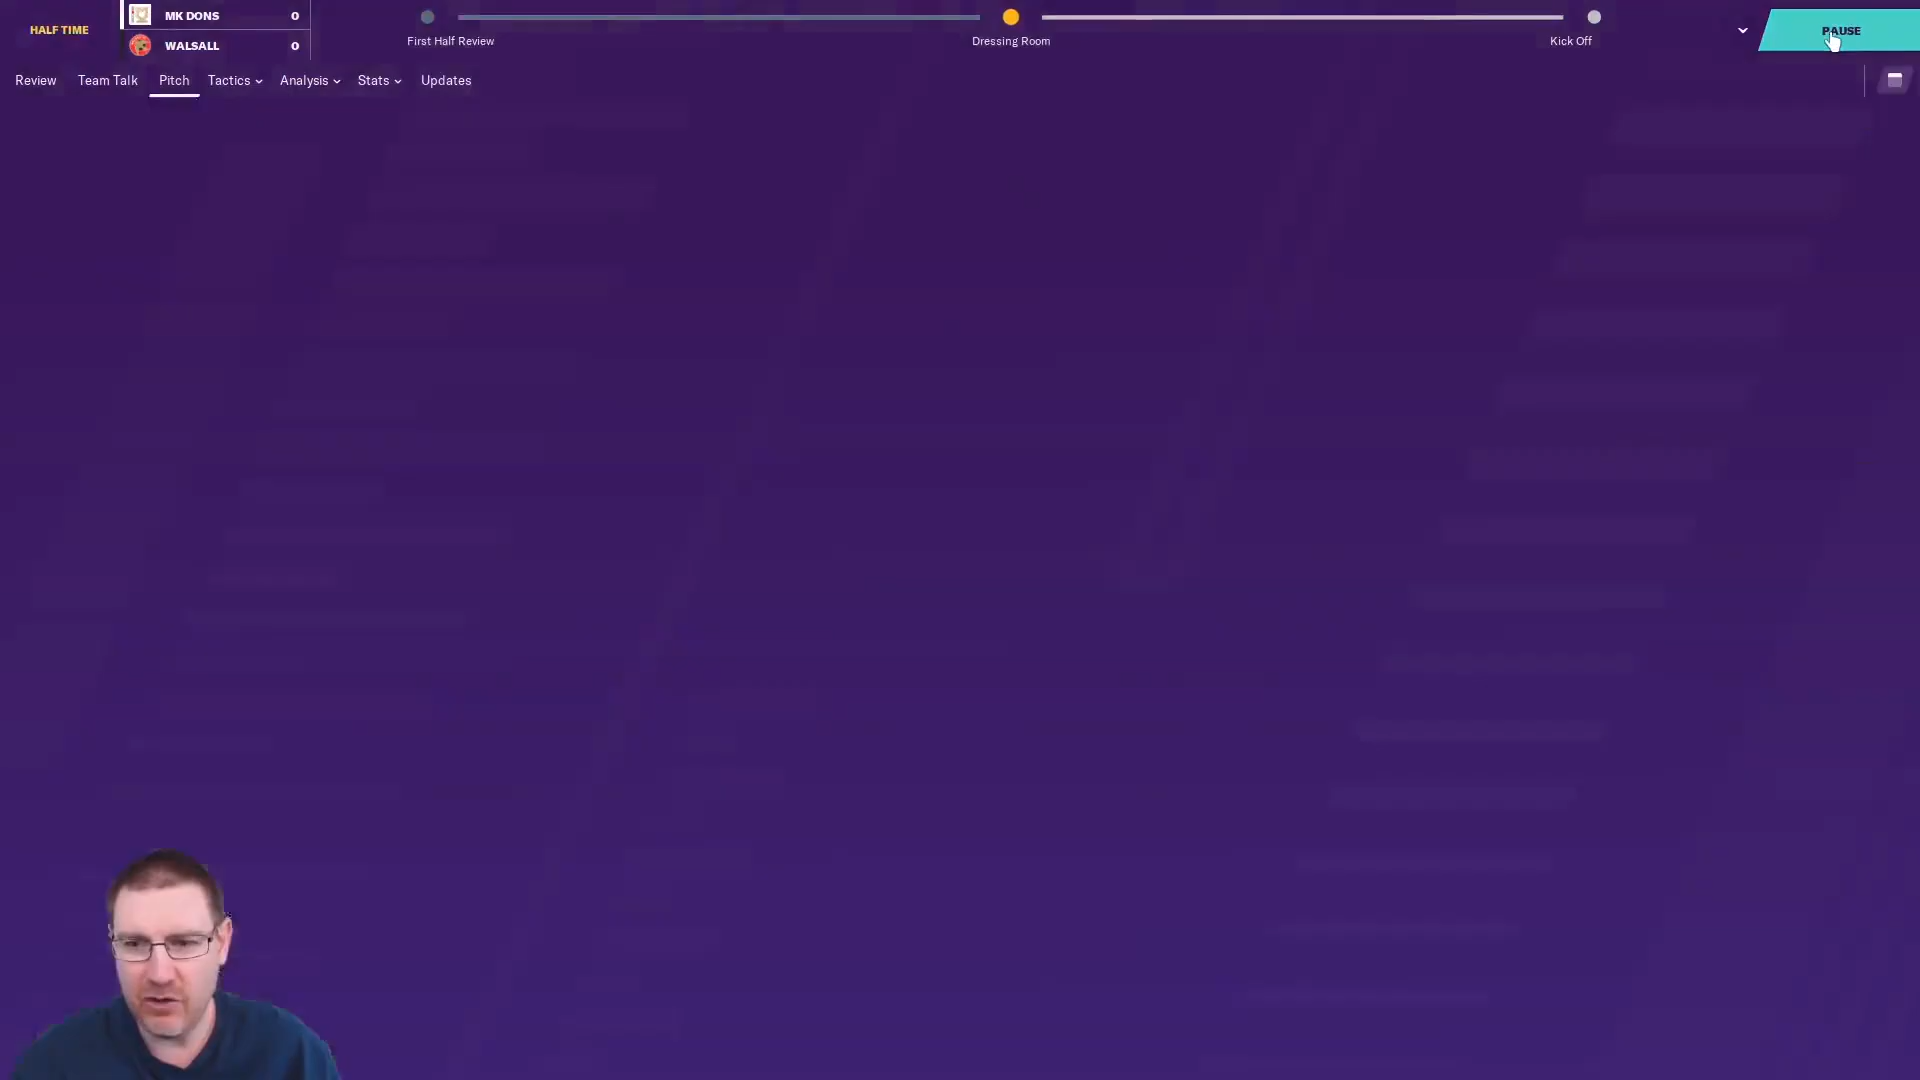 HALF TIME
MK DONS 0
WALSALL 0
First Half Review
Dressing Room
Kick Off
PAUSE
Review
Team Talk
Pitch
Tactics
Analysis
Stats
Updates